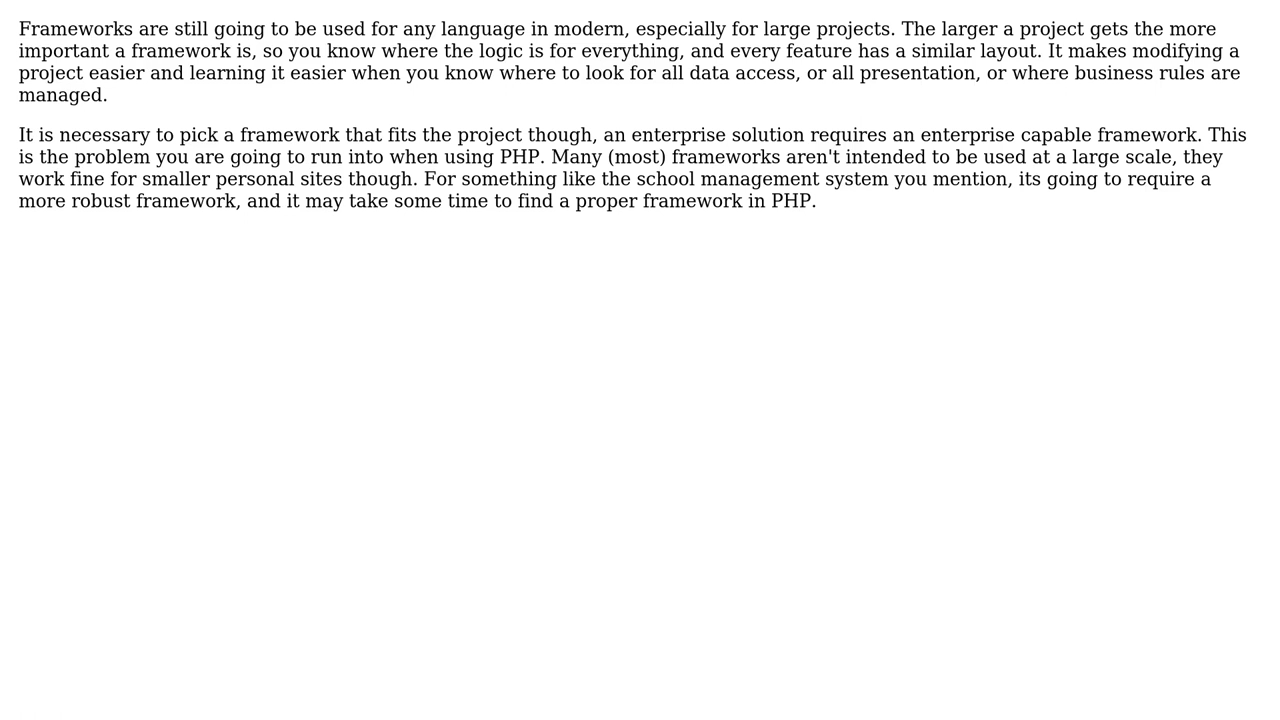 Frameworks are still going to be used for any language in modern, especially for large projects. The larger a project gets the more
important a framework is, so you know where the logic is for everything, and every feature has a similar layout. It makes modifying a
project easier and learning it easier when you know where to look for all data access, or all presentation, or where business rules are
managed.
It is necessary to pick a framework that fits the project though, an enterprise solution requires an enterprise capable framework. This
is the problem you are going to run into when using PHP. Many (most) frameworks aren't intended to be used at a large scale, they
work fine for smaller personal sites though. For something like the school management system you mention, its going to require a
more robust framework, and it may take some time to find a proper framework in PHP.